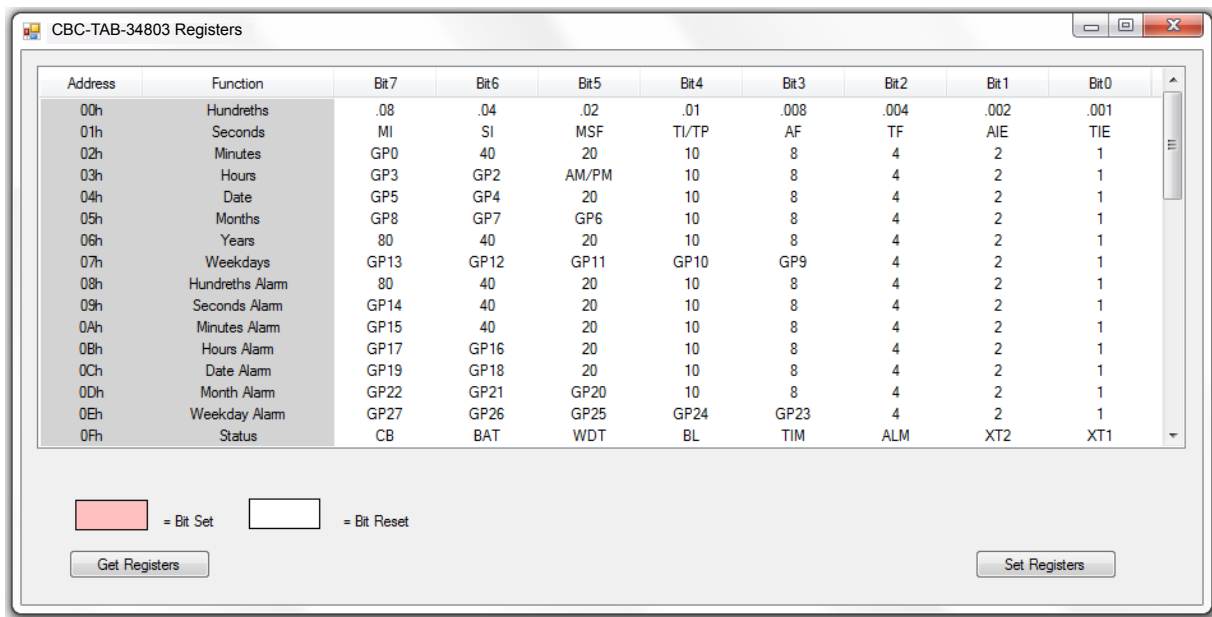 CBC-TAB-34803 Registers
Address Function Bit7 Bit6 Bit5 Bit4 Bit3 Bit2 Bit1 Bit0
00h Hundreths .08 .04 .02 .01 .008 .004 .002 .001
01h Seconds MI SI MSF TI/TP AF TF AIE TIE
02h Minutes GP0 40 20 10 8 4 2 1
03h Hours GP3 GP2 AM/PM 10 8 4 2 1
04h Date GP5 GP4 20 10 8 4 2 1
05h Months GP8 GP7 GP6 10 8 4 2 1
06h Years 80 40 20 10 8 4 2 1
07h Weekdays GP13 GP12 GP11 GP10 GP9 4 2 1
08h Hundreths Alarm 80 40 20 10 8 4 2 1
09h Seconds Alarm GP14 40 20 10 8 4 2 1
0Ah Minutes Alarm GP15 40 20 10 8 4 2 1
0Bh Hours Alarm GP17 GP16 20 10 8 4 2 1
0Ch Date Alarm GP19 GP18 20 10 8 4 2 1
0Dh Month Alarm GP22 GP21 GP20 10 8 4 2 1
0Eh Weekday Alarm GP27 GP26 GP25 GP24 GP23 4 2 1
0Fh Status CB BAT WDT BL TIM ALM XT2 XT1
= Bit Set = Bit Reset
Get Registers Set Registers